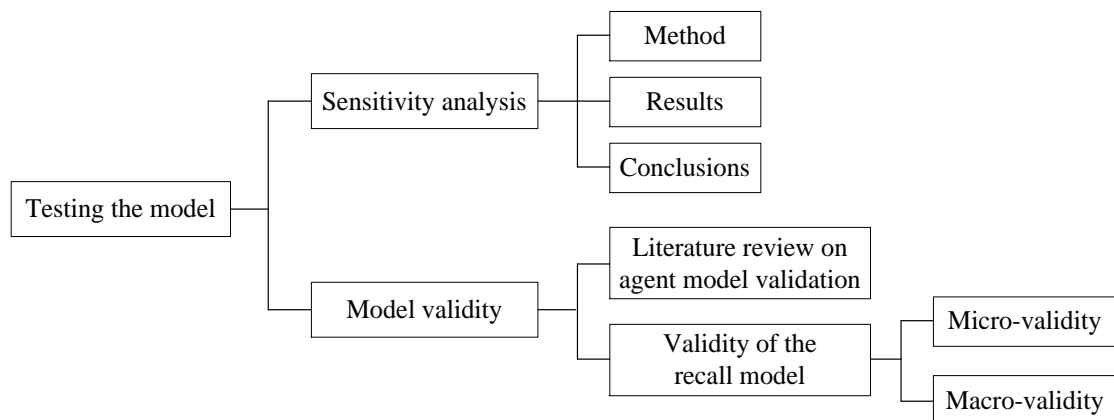 Testing the model
Sensitivity analysis
Method
Results
Conclusions
Model validity
Literature review on
agent model validation
Validity of the
recall model
Micro-validity
Macro-validity